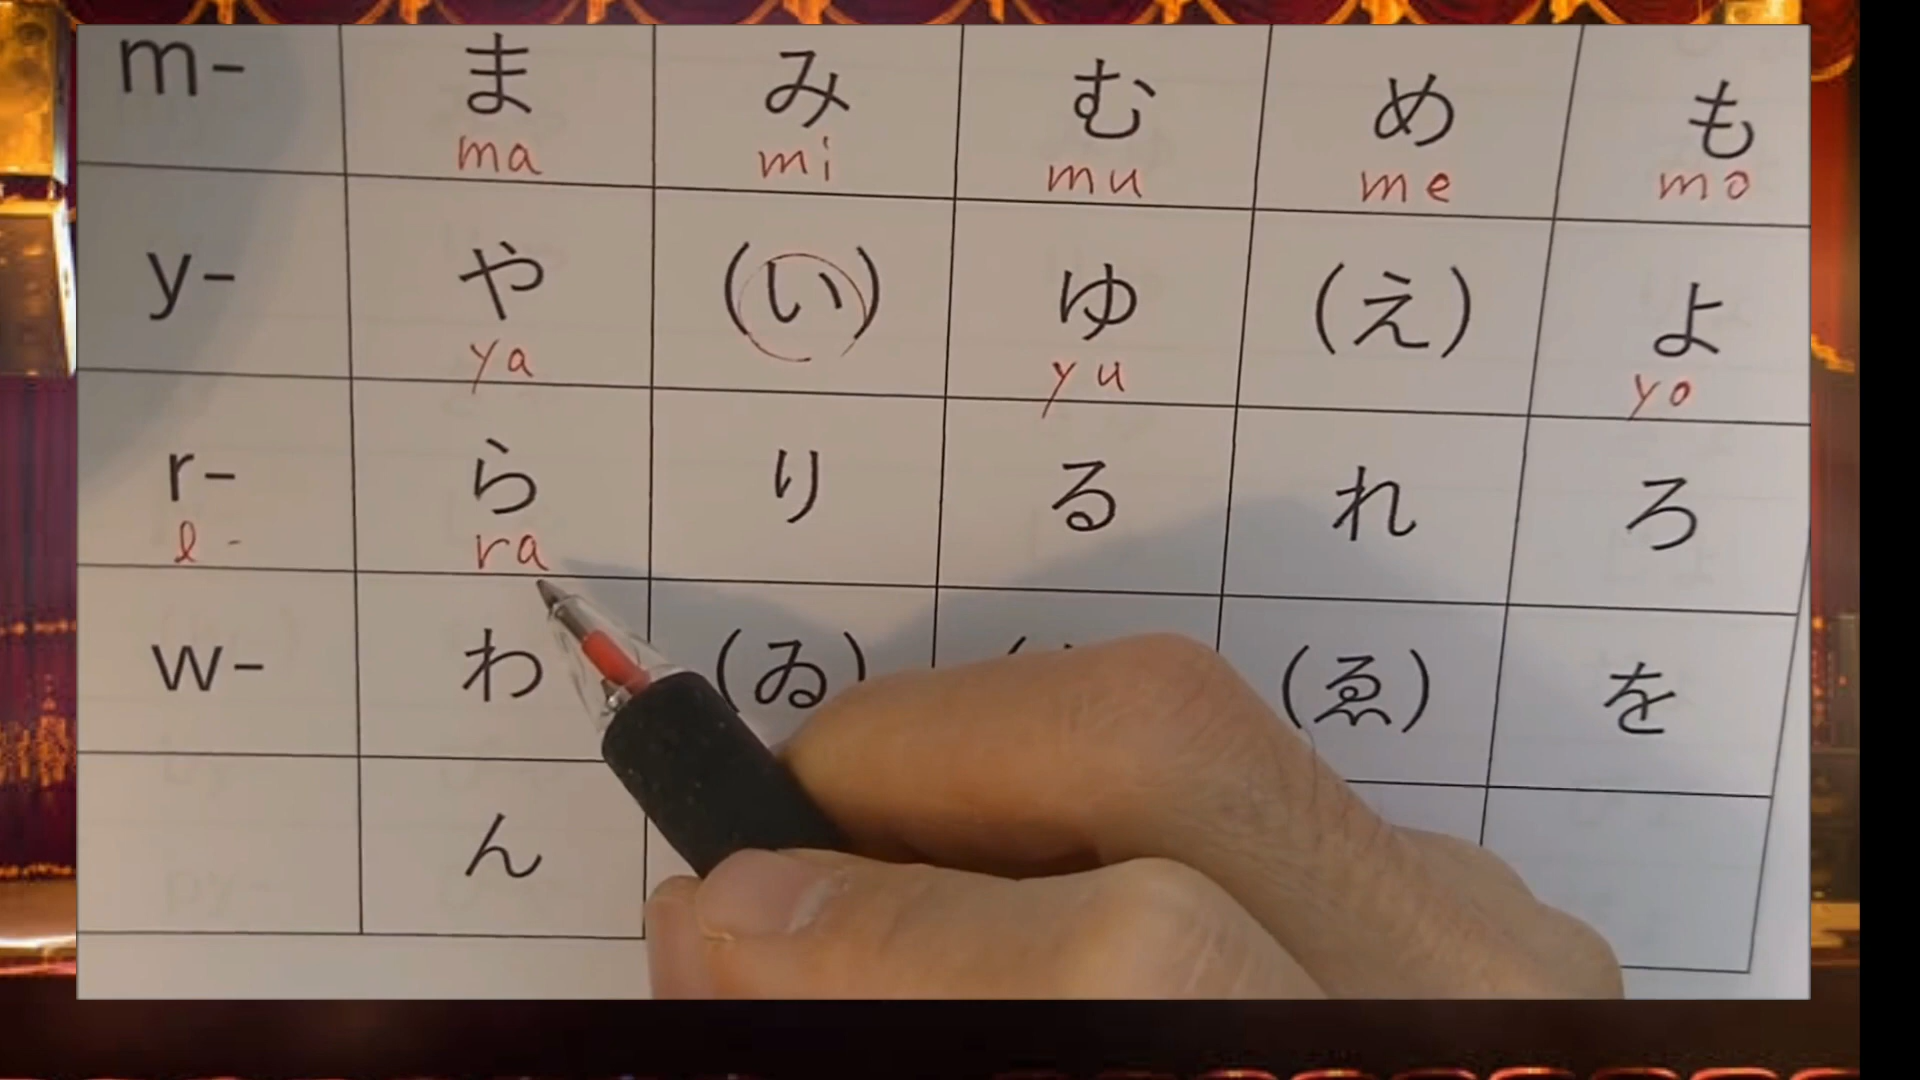 m- ま み む め も
ma mi mu me mo
y- や (い) ゆ (え) よ
ya yu yo
r- ら り る れ ろ
l- ra
w- わ (ゐ) (ゑ) を
ん